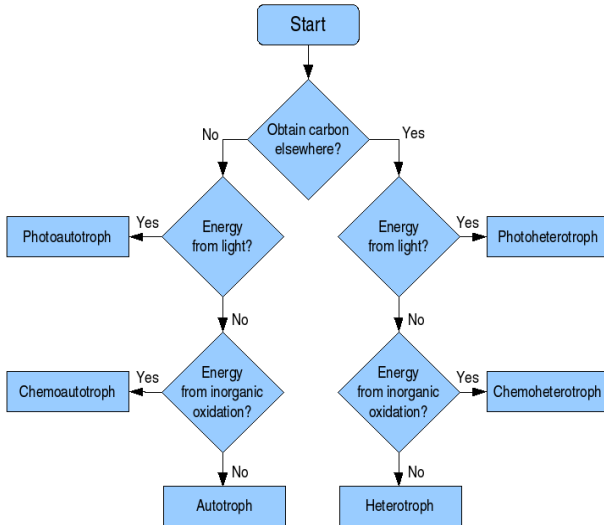 Start
Obtain carbon
elsewhere?
No
Yes
Energy
from light?
Yes
Photoautotroph
No
Energy
from light?
Yes
Photoheterotroph
No
Energy
from inorganic
oxidation?
Yes
Chemoautotroph
No
Autotroph
Energy
from inorganic
oxidation?
Yes
Chemoheterotroph
No
Heterotroph